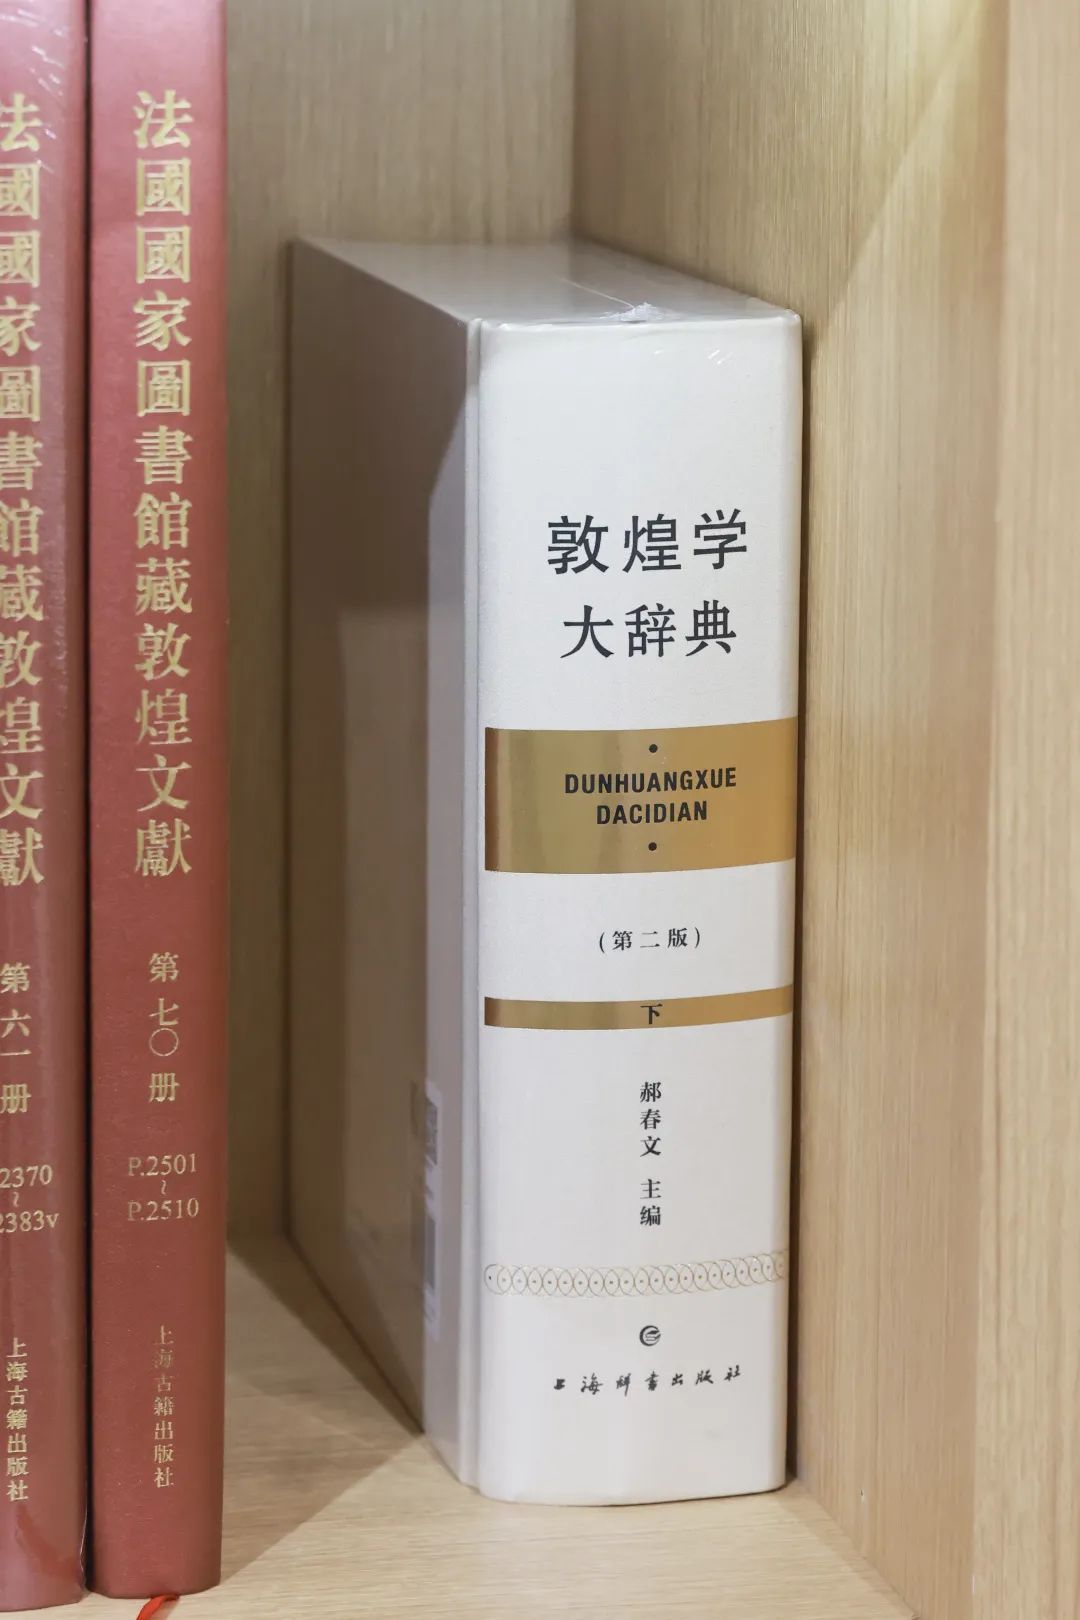 法國國家圖書館藏敦煌文獻
第六一册
2370
~
2383v
上海古籍出版社
法國國家圖書館藏敦煌文獻
第七〇册
P.2501
~
P.2510
上海古籍出版社
敦煌学
大辞典
DUNHUANGXUE
DACIDIAN
(第二版)
下
郝春文 主编
上海辞书出版社